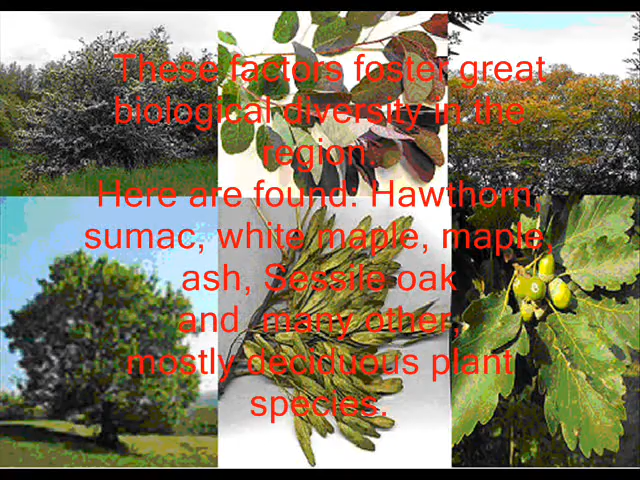 These factors foster great
biological diversity in the
region.
Here are found: Hawthorn,
sumac, white maple, maple,
ash, Sessile oak
and  many other,
mostly deciduous plant
species.